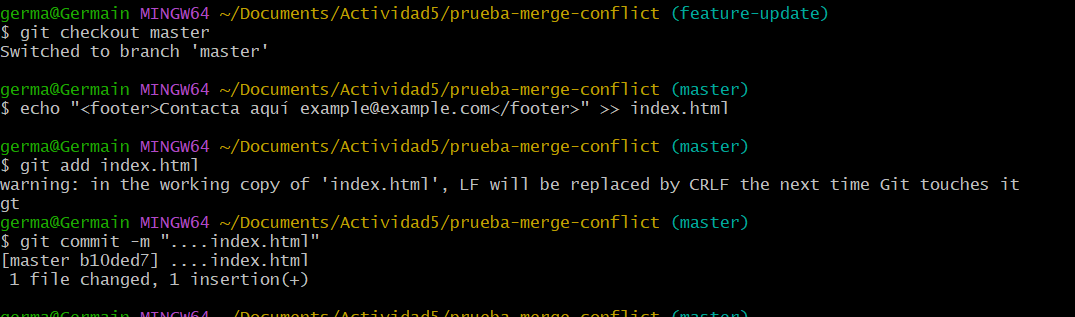 germa@Germain MINGW64 ~/Documents/Actividad5/prueba-merge-conflict (feature-update)
$ git checkout master
Switched to branch 'master'
germa@Germain MINGW64 ~/Documents/Actividad5/prueba-merge-conflict (master)
$ echo "<footer>Contacta aquí example@example.com</footer>" >> index.html
germa@Germain MINGW64 ~/Documents/Actividad5/prueba-merge-conflict (master)
$ git add index.html
warning: in the working copy of 'index.html', LF will be replaced by CRLF the next time Git touches it
gt
germa@Germain MINGW64 ~/Documents/Actividad5/prueba-merge-conflict (master)
$ git commit -m "....index.html"
[master b10ded7] ....index.html
 1 file changed, 1 insertion(+)
germa@Germain MINGW64 ~/Documents/Actividad5/prueba-merge-conflict (master)